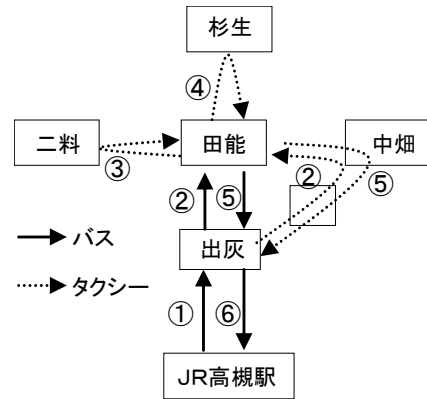 杉生
④
二料
田能
中畑
③
②
⑤
②
⑤
出灰
バス
タクシー
①
⑥
JR高槻駅